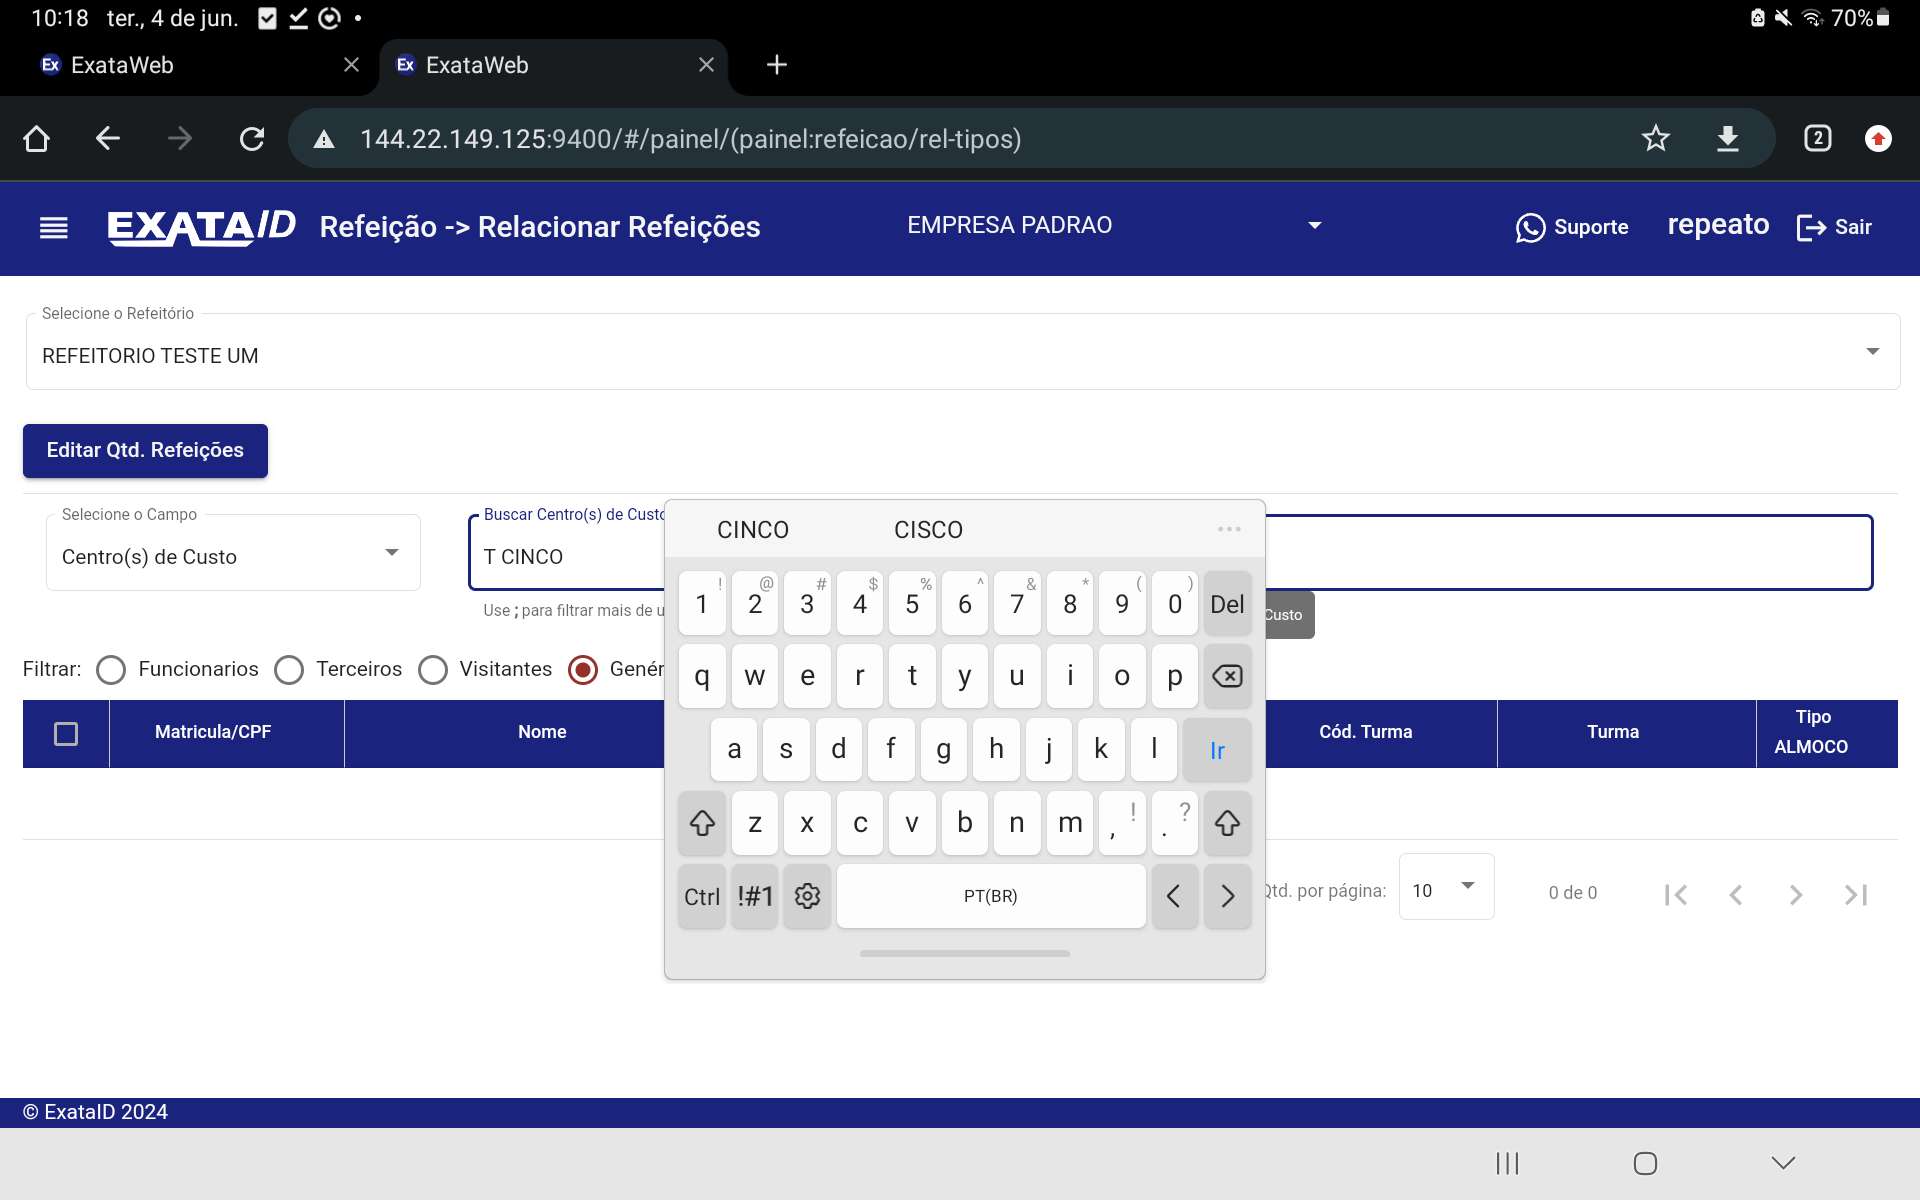 10:18 ter., 4 de jun. 70%
Ex ExataWeb Ex ExataWeb
144.22.149.125:9400/#/painel/(painel:refeicao/rel-tipos) 2
EXATAID Refeição -> Relacionar Refeições EMPRESA PADRAO Suporte repeato Sair
Selecione o Refeitório
REFEITORIO TESTE UM
Editar Qtd. Refeições
Selecione o Campo Buscar Centro(s) de Custo
Centro(s) de Custo T CINCO
Use ; para filtrar mais de u
Custo
CINCO CISCO ...
! @ # $ % ^ & * ( )
1 2 3 4 5 6 7 8 9 0 Del
q w e r t y u i o p
a s d f g h j k l Ir
z x c v b n m , ! . ?
Ctrl !#1 PT(BR) < >
Filtrar: Funcionarios Terceiros Visitantes Genér
Matricula/CPF Nome Cód. Turma Turma Tipo
ALMOCO
Qtd. por página: 10 0 de 0
© ExataID 2024